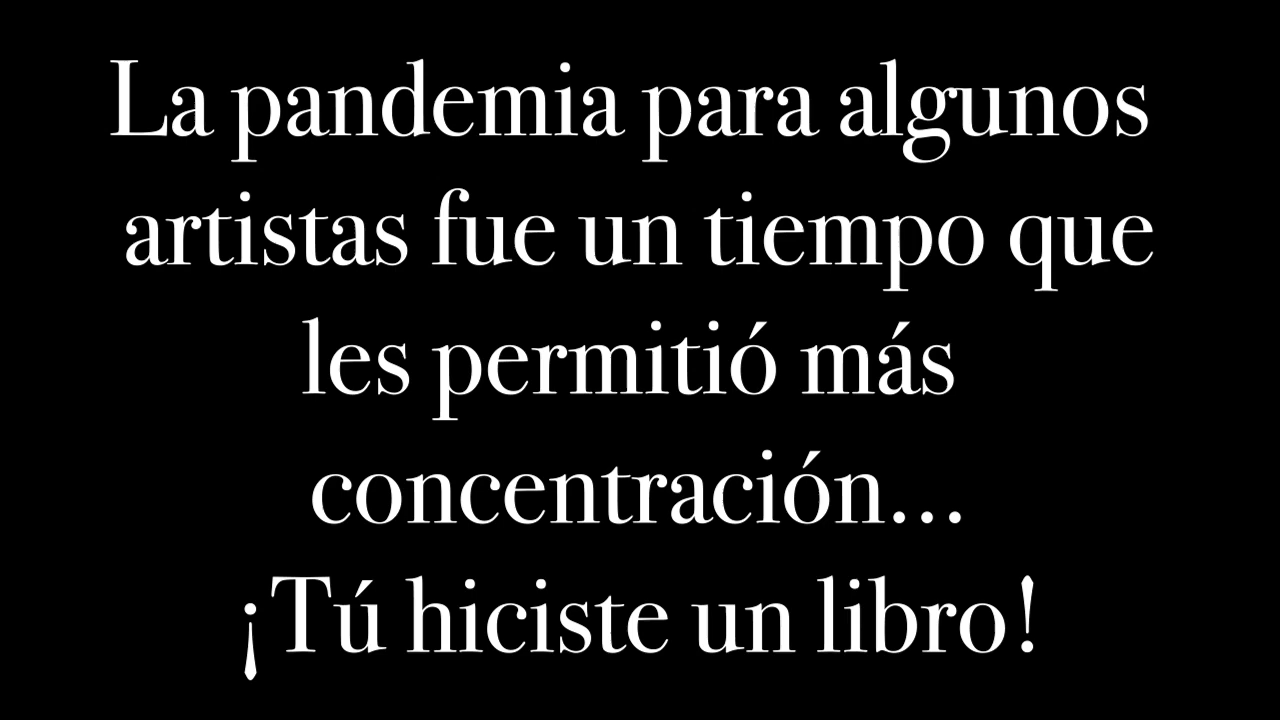 La pandemia para algunos
artistas fue un tiempo que
les permitió más
concentración...
¡Tú hiciste un libro!